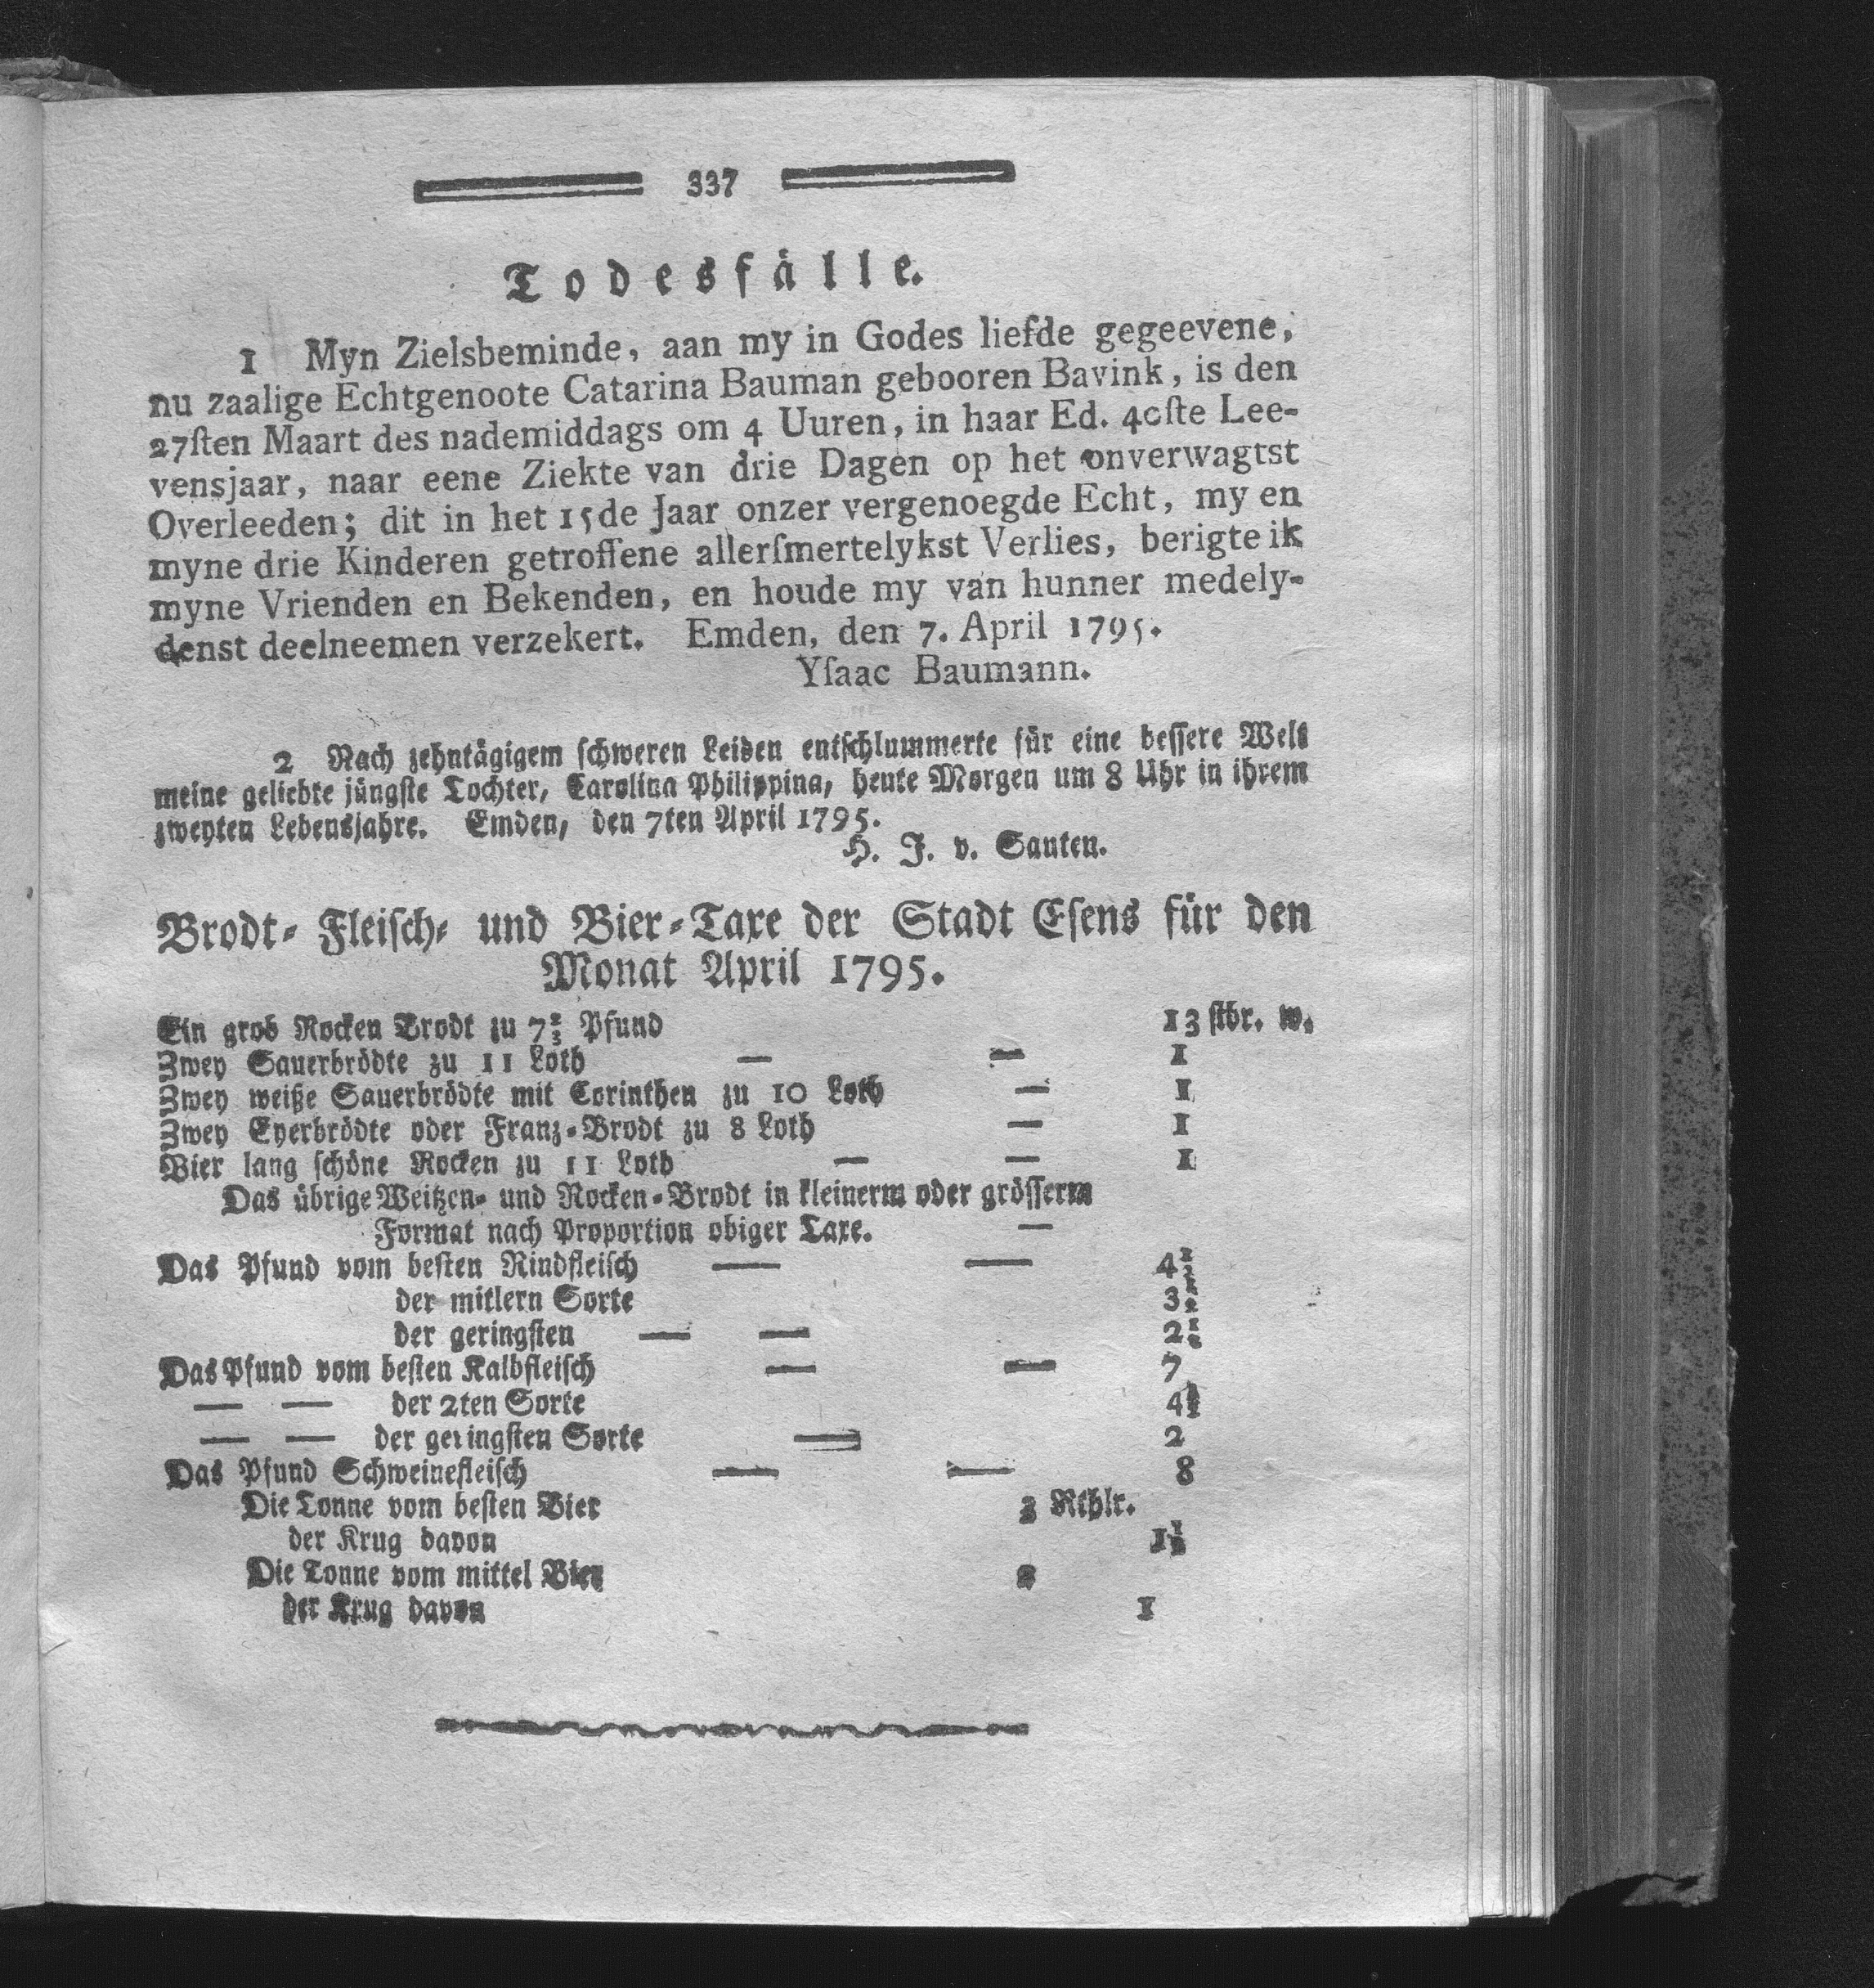 337
Todesfälle.
1 Myn Zielsbeminde, aan my in Godes liefde gegeevene,
nu zaalige Echtgenoote Catarina Bauman gebooren Bavink, is den
27ſten Maart des nademiddags om 4 Uuren, in haar Ed. 40ſte Lee-
vensjaar, naar eene Ziekte van drie Dagen op het onverwagtst
Overleeden; dit in het 15de Jaar onzer vergenoegde Echt, my en
myne drie Kinderen getroffene allerſmertelykst Verlies, berigte ik
myne Vrienden en Bekenden, en houde my van hunner medely-
denst deelneemen verzekert. Emden, den 7. April 1795.
Yſaac Baumann.
2 Nach zehntägigem ſchweren Leiden entſchlummerte für eine beſſere Welt
meine geliebte jüngſte Tochter, Carolina Philippina, heute Morgen um 8 Uhr in ihrem
zweyten Lebensjahre. Emden, den 7ten April 1795.
H. J. v. Santen.
Brodt- Fleiſch- und Bier-Taxe der Stadt Eſens für den
Monat April 1795.
Ein grob Rocken Brodt zu 7⅔ Pfund 13 ſtbr. w.
Zwey Sauerbrödte zu 11 Loth — — 1
Zwey weiße Sauerbrödte mit Corinthen zu 10 Loth — 1
Zwey Eyerbrödte oder Franz-Brodt zu 8 Loth — 1
Vier lang ſchöne Rocken zu 11 Loth — — 1
Das übrige Weitzen- und Rocken-Brodt in kleinerm oder gröſſerm
Format nach Proportion obiger Taxe. —
Das Pfund vom beſten Rindfleiſch — — 4½
der mitlern Sorte 3½
der geringſten — — 2½
Das Pfund vom beſten Kalbfleiſch — — 7
— — der 2ten Sorte 4½
— — der geringſten Sorte — 2
Das Pfund Schweinefleiſch — — 8
Die Tonne vom beſten Bier 3 Rthlr.
der Krug davon 1½
Die Tonne vom mittel Bier 2
der Krug davon 1